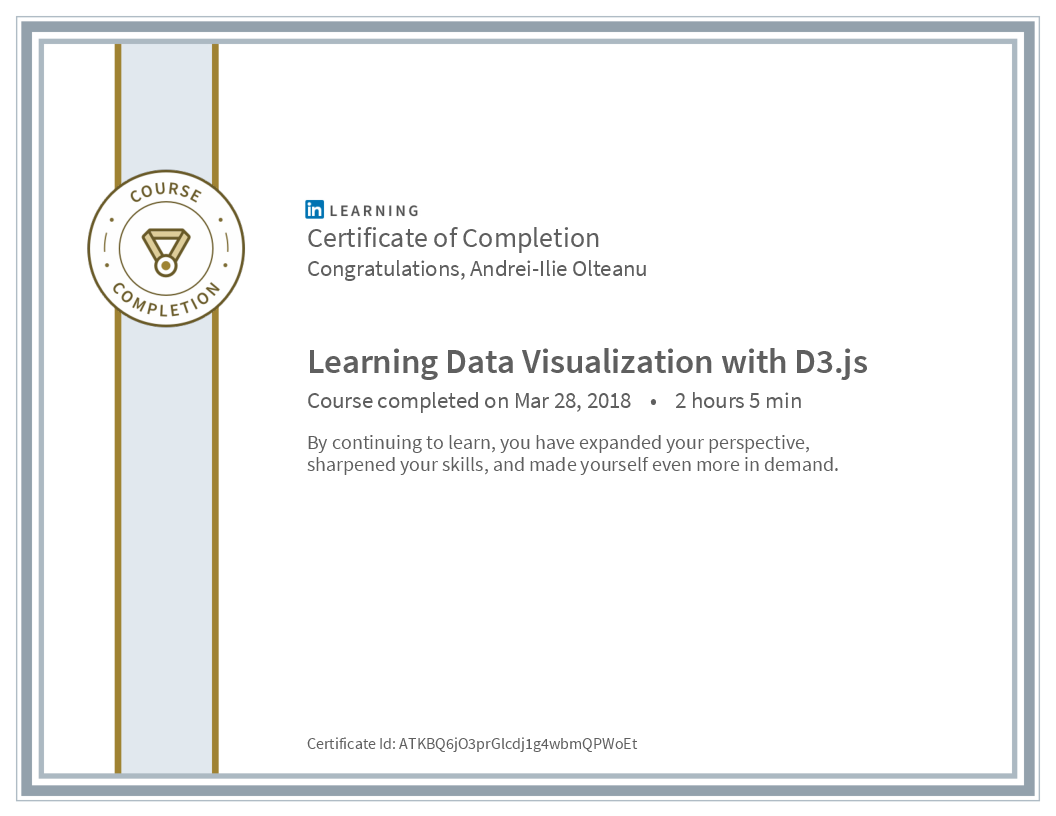 COURSE
COMPLETION
in LEARNING
Certificate of Completion
Congratulations, Andrei-Ilie Olteanu
Learning Data Visualization with D3.js
Course completed on Mar 28, 2018 • 2 hours 5 min
By continuing to learn, you have expanded your perspective,
sharpened your skills, and made yourself even more in demand.
Certificate Id: ATKBQ6jO3prGlcdj1g4wbmQPWoEt